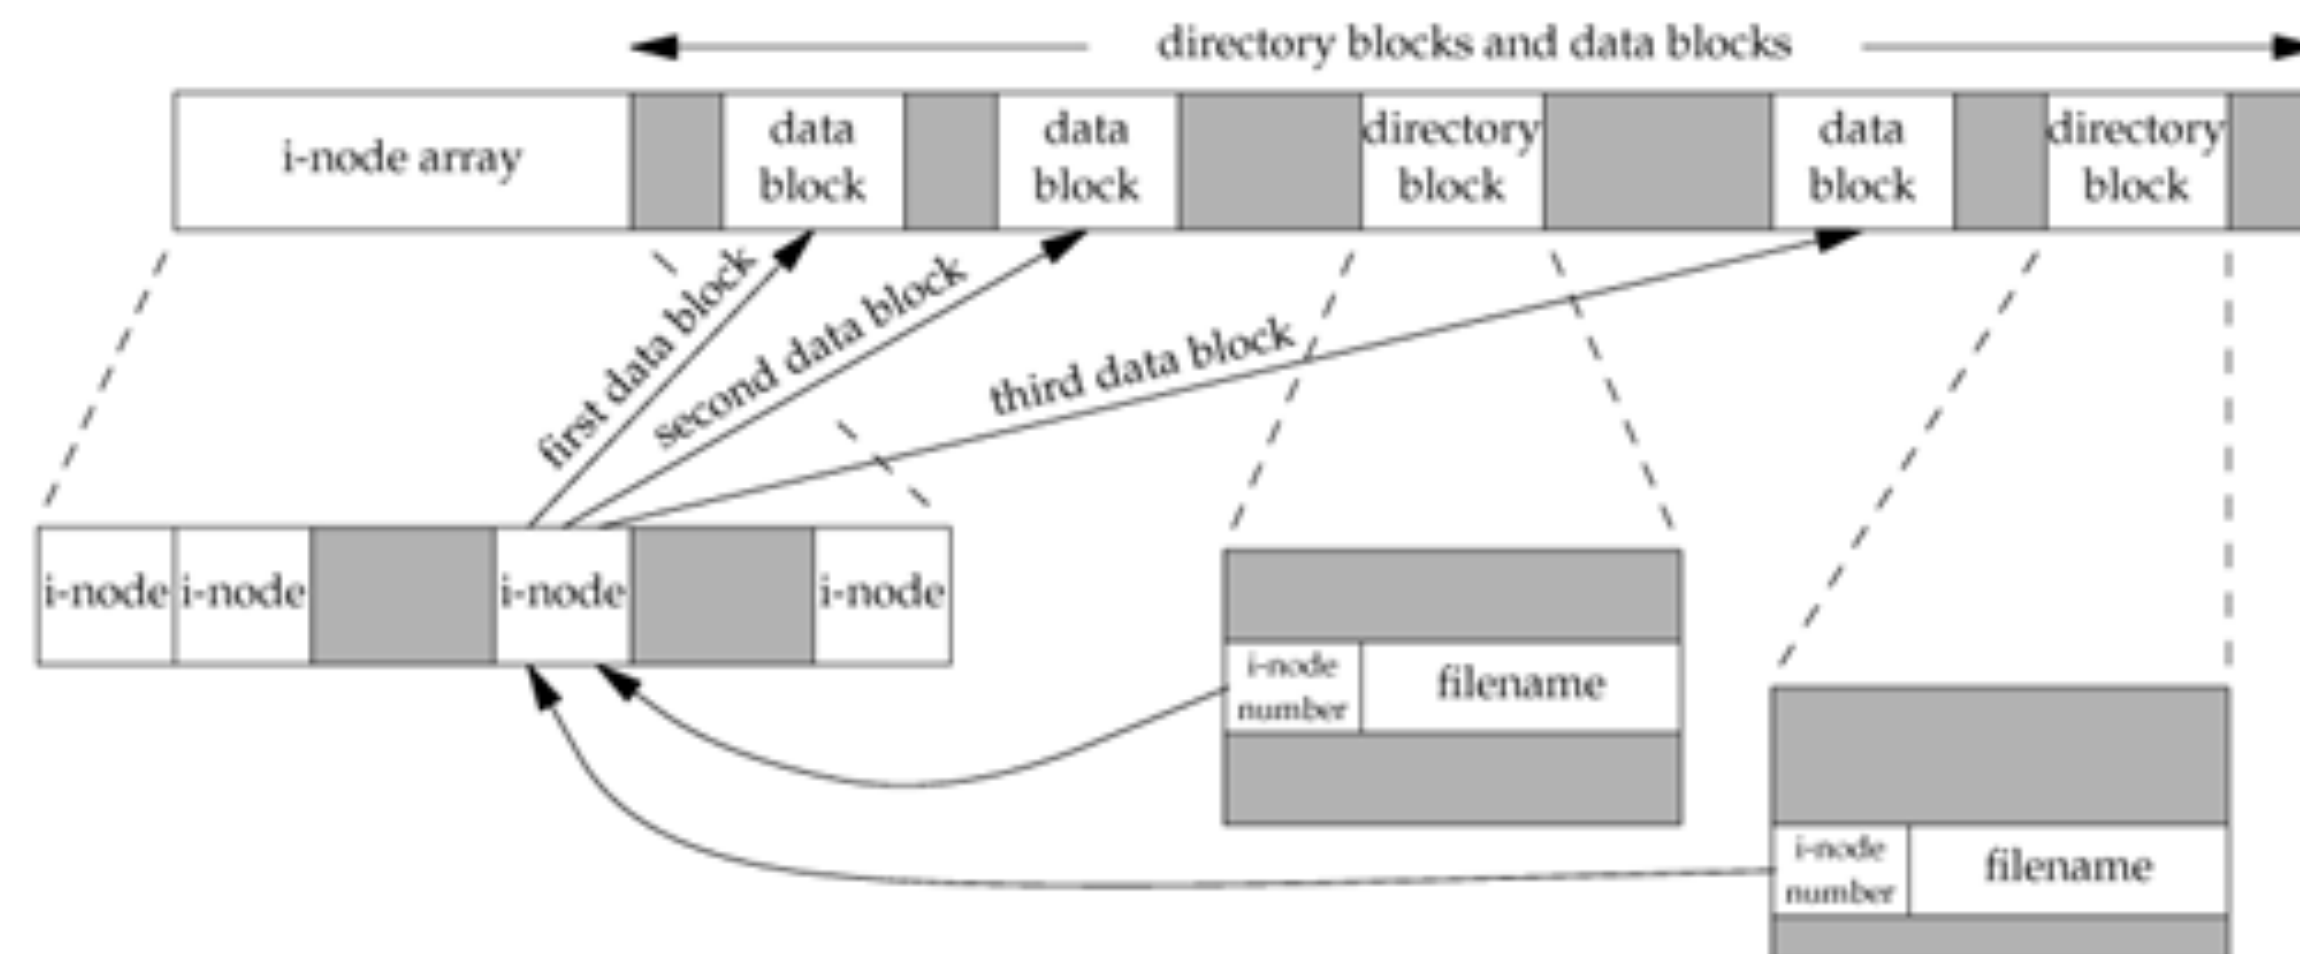 directory blocks and data blocks
i-node array
data
block
data
block
directory
block
data
block
directory
block
first data block
second data block
third data block
i-node
i-node
i-node
i-node
i-node
number
filename
i-node
number
filename